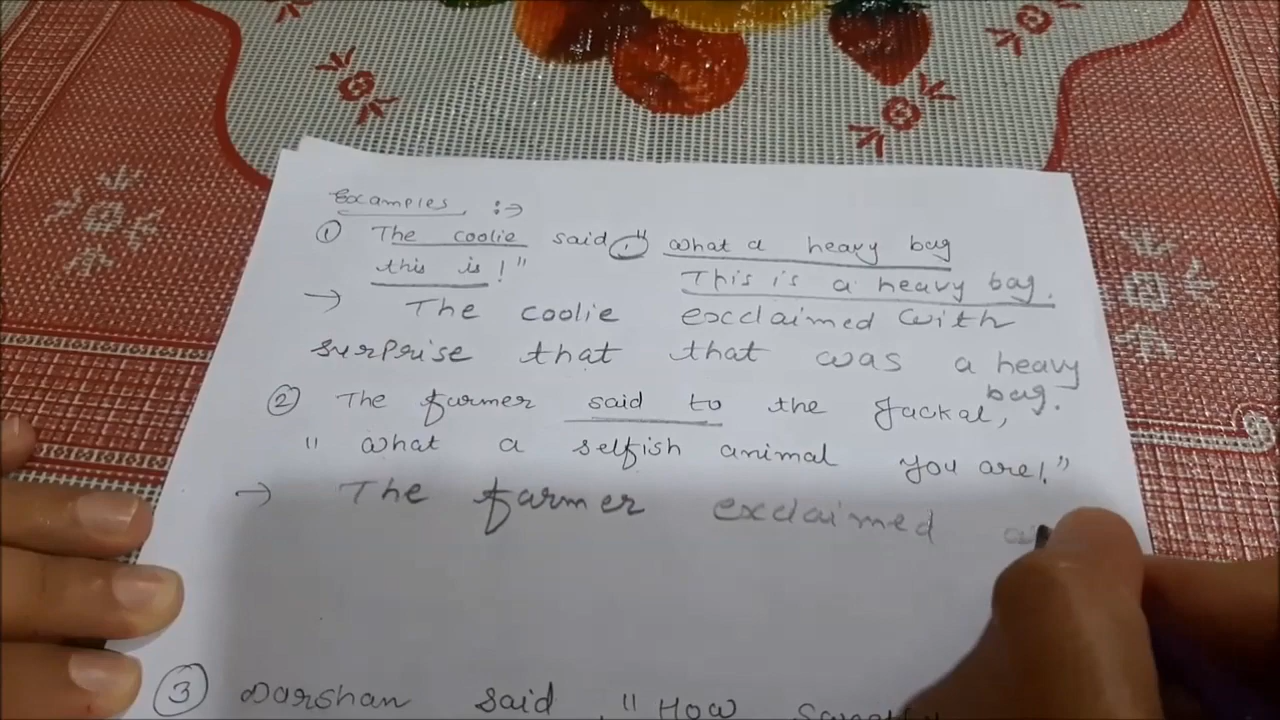 Examples :→
① The coolie said, " What a heavy bag
this is!"
This is a heavy bag.
→ The coolie exclaimed with
surprise that that was a heavy
bag.
② The farmer said to the Jackal,
" What a selfish animal you are!"
→ The farmer exclaimed
③ Darshan said, " How